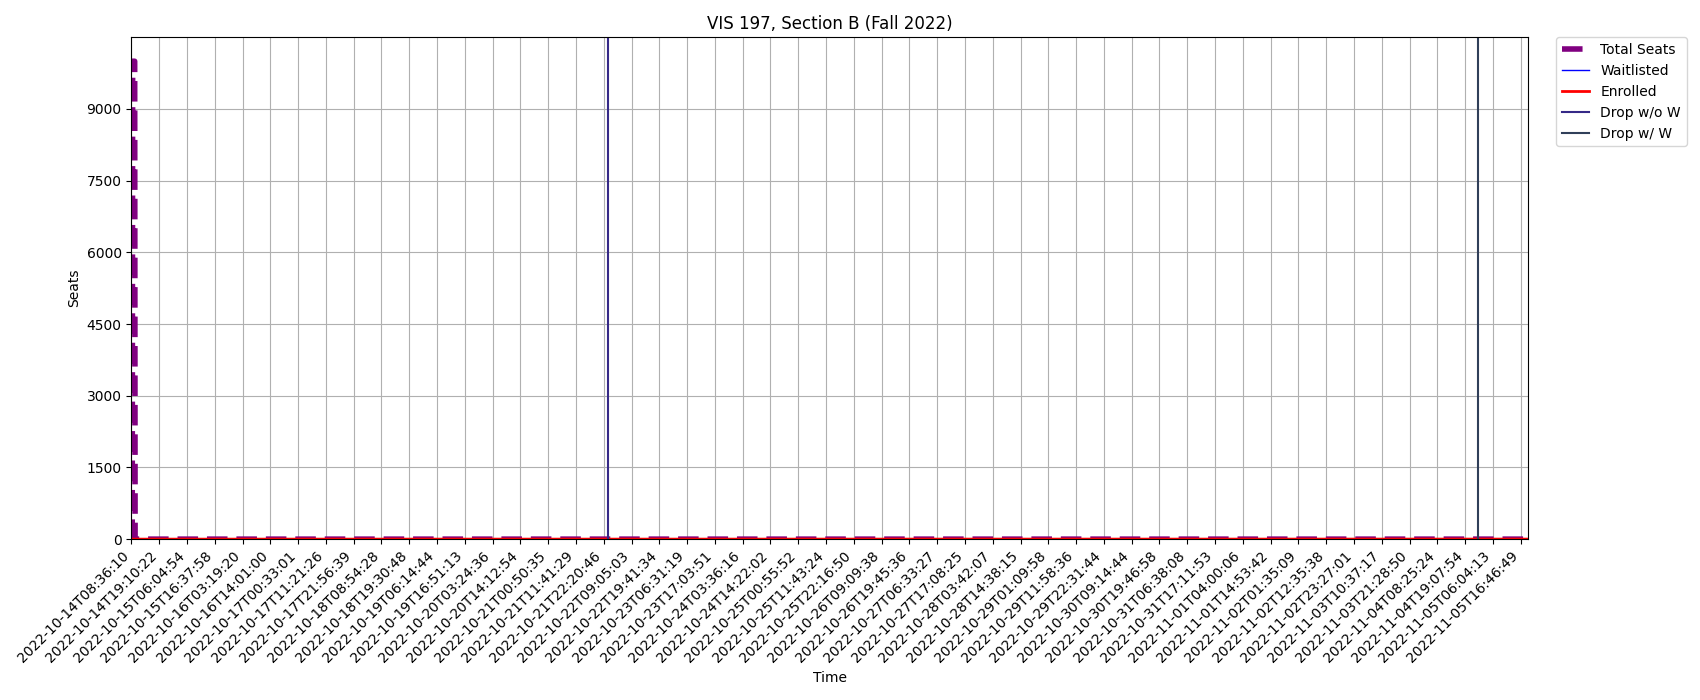 VIS 197, Section B (Fall 2022)
Total Seats
Waitlisted
Enrolled
Drop w/o W
Drop w/ W
Seats
9000
7500
6000
4500
3000
1500
0
2022-10-14T08:36:10
2022-10-14T19:10:22
2022-10-15T06:04:54
2022-10-15T16:37:58
2022-10-16T03:19:20
2022-10-16T14:01:00
2022-10-17T00:33:01
2022-10-17T11:21:26
2022-10-17T21:56:39
2022-10-18T08:54:28
2022-10-18T19:30:48
2022-10-19T06:14:44
2022-10-19T16:51:13
2022-10-20T03:24:36
2022-10-20T14:12:54
2022-10-21T00:50:35
2022-10-21T11:41:29
2022-10-21T22:20:46
2022-10-22T09:05:03
2022-10-22T19:41:34
2022-10-23T06:31:19
2022-10-23T17:03:51
2022-10-24T03:36:16
2022-10-24T14:22:02
2022-10-25T00:55:52
2022-10-25T11:43:24
2022-10-25T22:16:50
2022-10-26T09:09:38
2022-10-26T19:45:36
2022-10-27T06:33:27
2022-10-27T17:08:25
2022-10-28T03:42:07
2022-10-28T14:38:15
2022-10-29T01:09:58
2022-10-29T11:58:36
2022-10-29T22:31:44
2022-10-30T09:14:44
2022-10-30T19:46:58
2022-10-31T06:38:08
2022-10-31T17:11:53
2022-11-01T04:00:06
2022-11-01T14:53:42
2022-11-02T01:35:09
2022-11-02T12:35:38
2022-11-02T23:27:01
2022-11-03T10:37:17
2022-11-03T21:28:50
2022-11-04T08:25:24
2022-11-04T19:07:54
2022-11-05T06:04:13
2022-11-05T16:46:49
Time